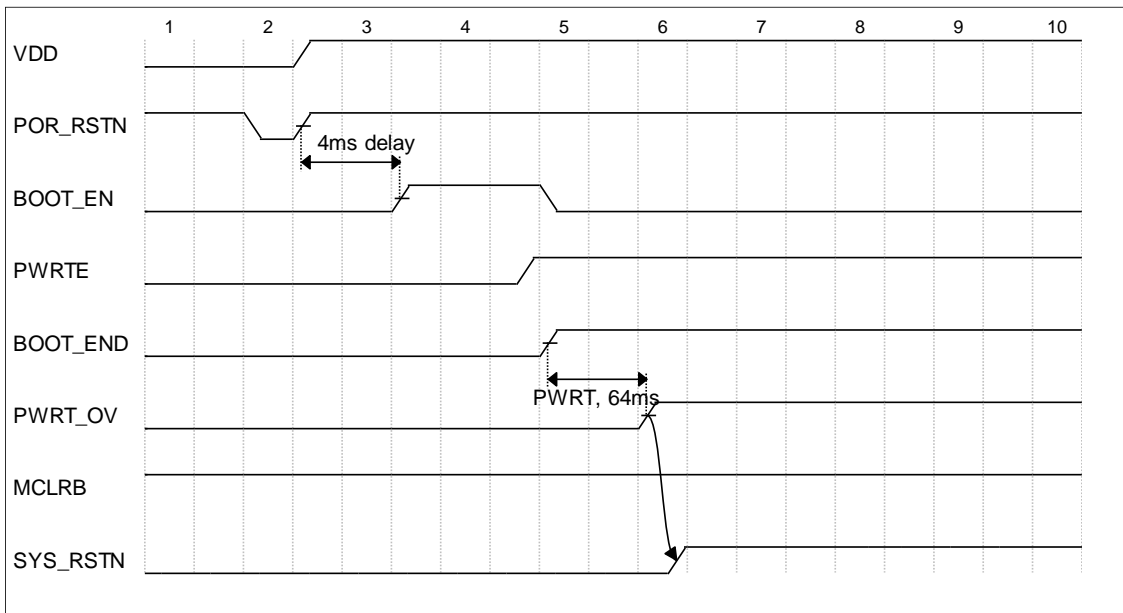 1 2 3 4 5 6 7 8 9 10
VDD
POR_RSTN
4ms delay
BOOT_EN
PWRTE
BOOT_END
PWRT, 64ms
PWRT_OV
MCLRB
SYS_RSTN